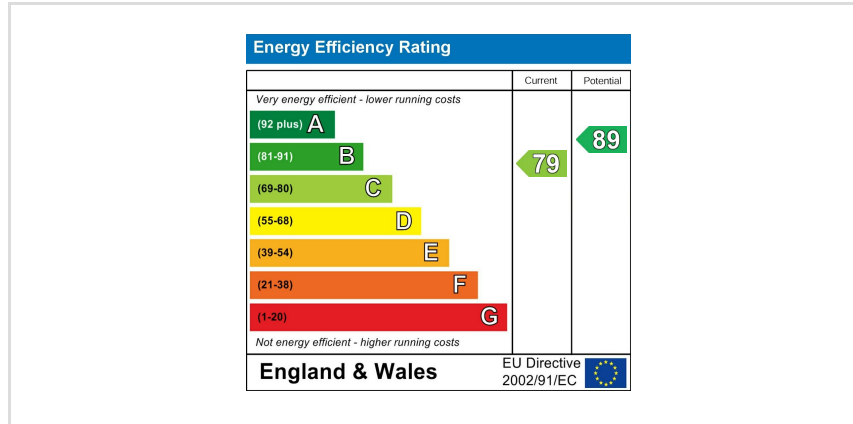 Energy Efficiency Rating
Current Potential
Very energy efficient - lower running costs
(92 plus) A
(81-91) B
(69-80) C
(55-68) D
(39-54) E
(21-38) F
(1-20) G
79
89
Not energy efficient - higher running costs
England & Wales
EU Directive
2002/91/EC